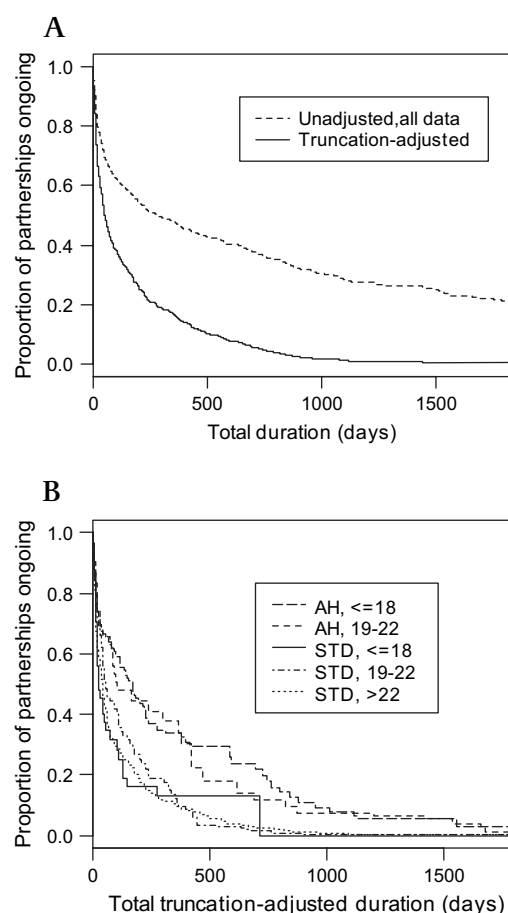 A
Proportion of partnerships ongoing
1.0
0.8
0.6
0.4
0.2
0.0
Unadjusted,all data
Truncation-adjusted
0 500 1000 1500
Total duration (days)
B
Proportion of partnerships ongoing
1.0
0.8
0.6
0.4
0.2
0.0
AH, <=18
AH, 19-22
STD, <=18
STD, 19-22
STD, >22
0 500 1000 1500
Total truncation-adjusted duration (days)